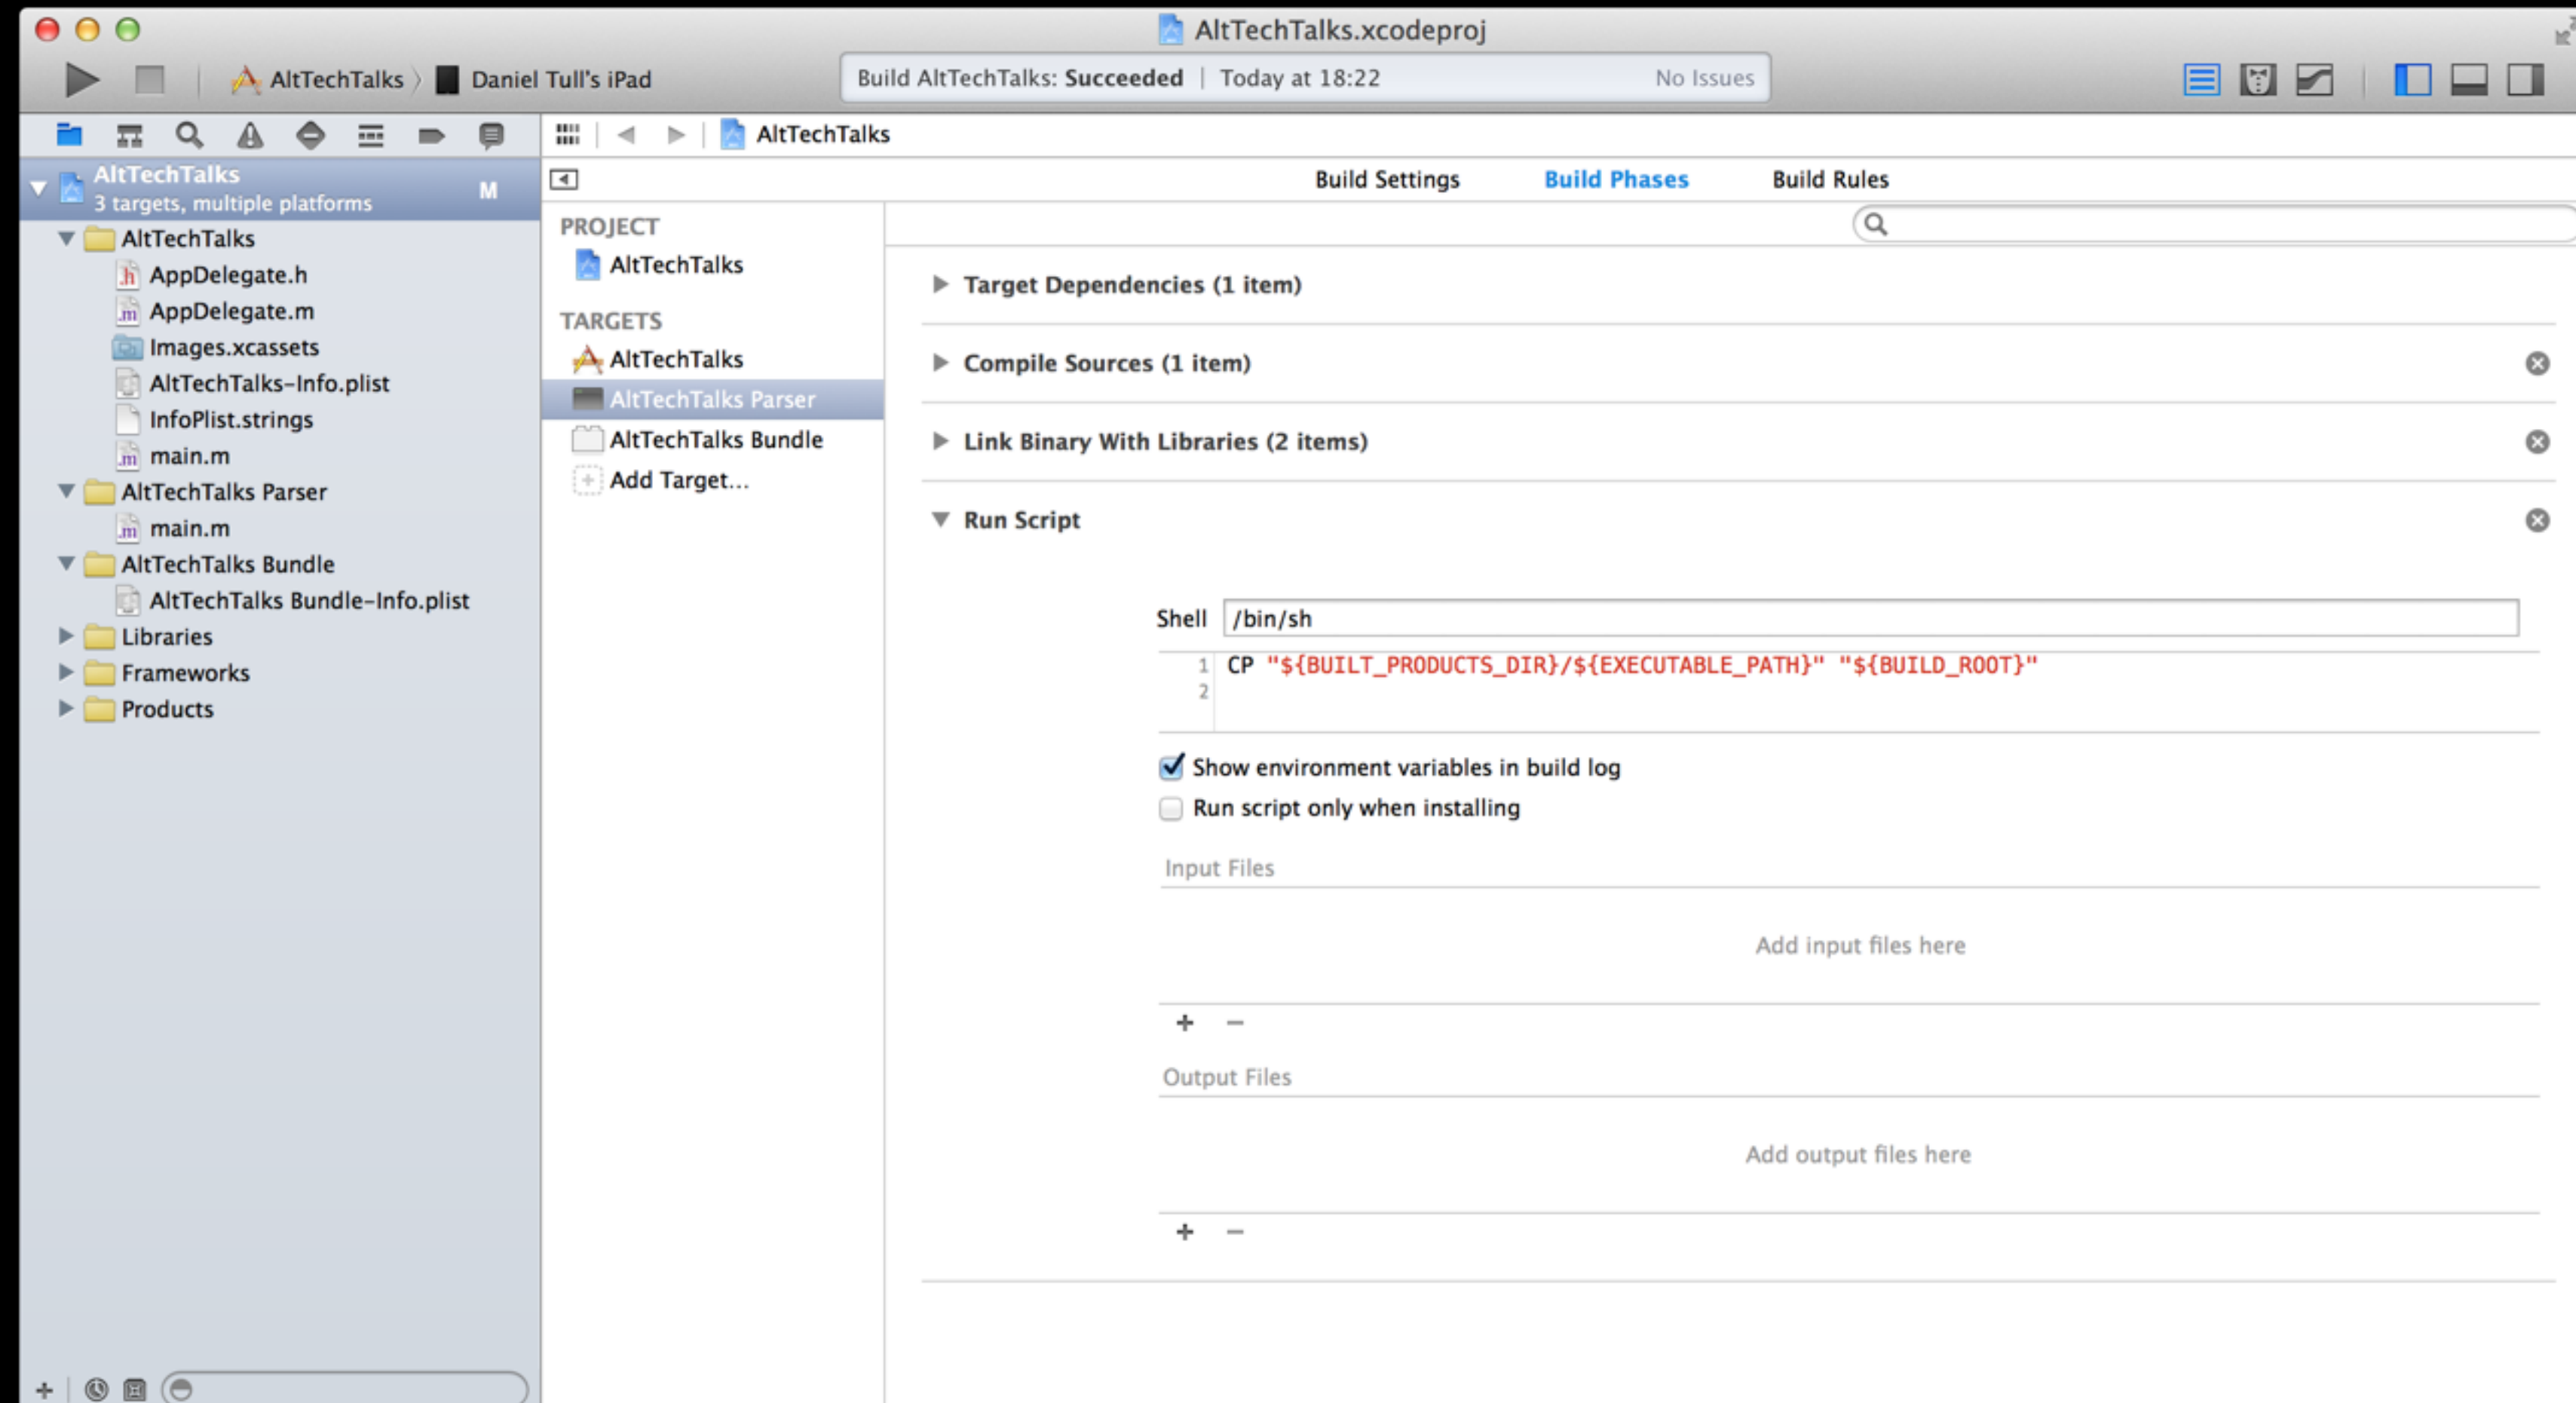 AltTechTalks.xcodeproj
AltTechTalks Daniel Tull's iPad
Build AltTechTalks: Succeeded | Today at 18:22 No Issues
AltTechTalks
3 targets, multiple platforms
M
AltTechTalks
AppDelegate.h
AppDelegate.m
Images.xcassets
AltTechTalks-Info.plist
InfoPlist.strings
main.m
AltTechTalks Parser
main.m
AltTechTalks Bundle
AltTechTalks Bundle-Info.plist
Libraries
Frameworks
Products
AltTechTalks
Build Settings Build Phases Build Rules
PROJECT
AltTechTalks
TARGETS
AltTechTalks
AltTechTalks Parser
AltTechTalks Bundle
Add Target...
Target Dependencies (1 item)
Compile Sources (1 item)
Link Binary With Libraries (2 items)
Run Script
Shell /bin/sh
1 CP "${BUILT_PRODUCTS_DIR}/${EXECUTABLE_PATH}" "${BUILD_ROOT}"
2
Show environment variables in build log
Run script only when installing
Input Files
Add input files here
+ −
Output Files
Add output files here
+ −